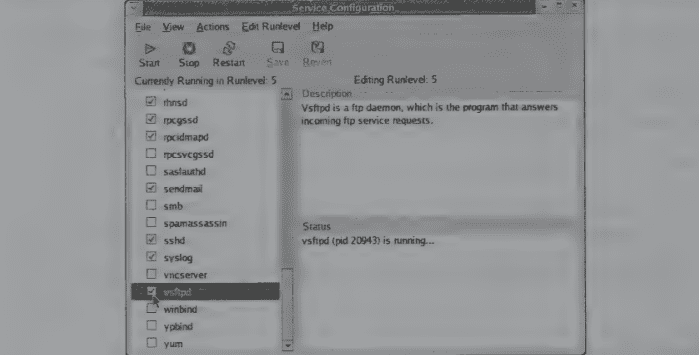 Service Configuration
File View Actions Edit Runlevel Help
Start Stop Restart Save Revert
Currently Running in Runlevel: 5 Editing Runlevel: 5
rhnsd
rpcgssd
rpcidmapd
rpcsvcgssd
saslauthd
sendmail
smb
spamassassin
sshd
syslog
vncserver
vsftpd
winbind
ypbind
yum
Description
Vsftpd is a ftp daemon, which is the program that answers
incoming ftp service requests.
Status
vsftpd (pid 20943) is running...